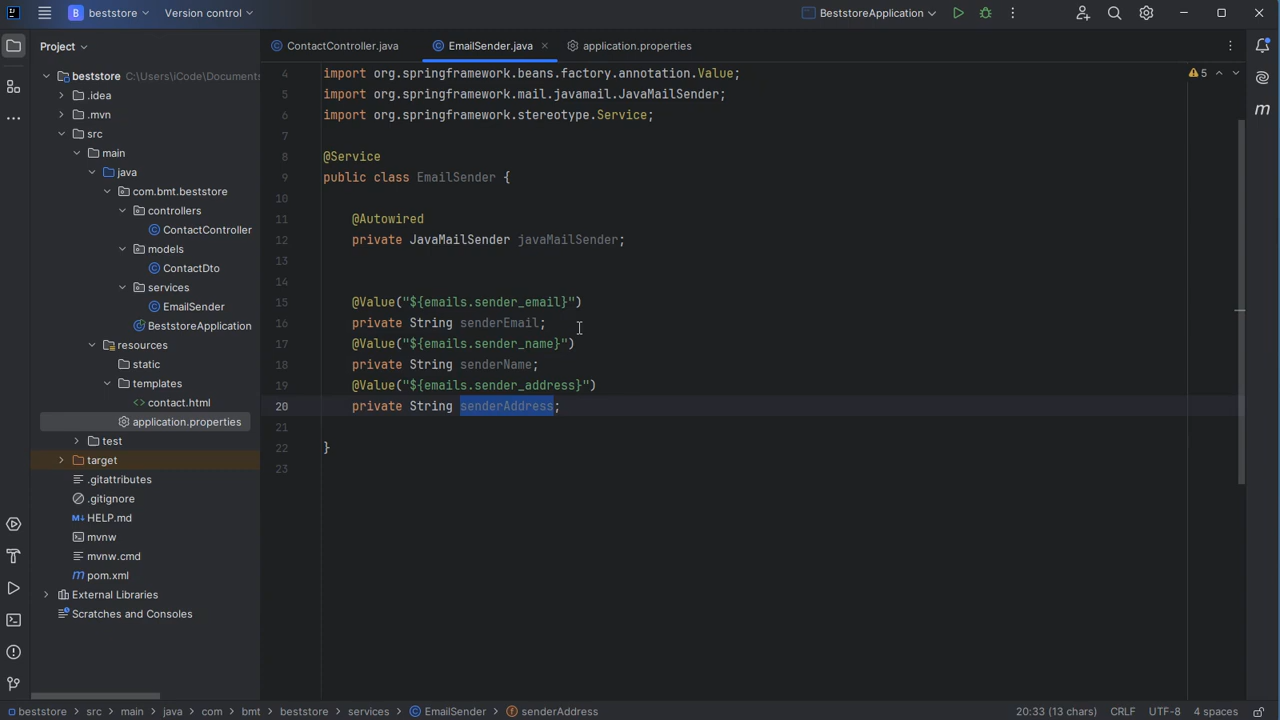 B beststore Version control BeststoreApplication
Project
ContactController.java EmailSender.java application.properties
beststore C:\Users\iCode\Documents
.idea
.mvn
src
main
java
com.bmt.beststore
controllers
ContactController
models
ContactDto
services
EmailSender
BeststoreApplication
resources
static
templates
contact.html
application.properties
test
target
.gitattributes
.gitignore
M↓ HELP.md
mvnw
mvnw.cmd
m pom.xml
External Libraries
Scratches and Consoles
5
4 import org.springframework.beans.factory.annotation.Value;
5 import org.springframework.mail.javamail.JavaMailSender;
6 import org.springframework.stereotype.Service;
7
8 @Service
9 public class EmailSender {
10
11 @Autowired
12 private JavaMailSender javaMailSender;
13
14
15 @Value("${emails.sender_email}")
16 private String senderEmail;
17 @Value("${emails.sender_name}")
18 private String senderName;
19 @Value("${emails.sender_address}")
20 private String senderAddress;
21
22 }
23
m
beststore > src > main > java > com > bmt > beststore > services > EmailSender > senderAddress 20:33 (13 chars) CRLF UTF-8 4 spaces